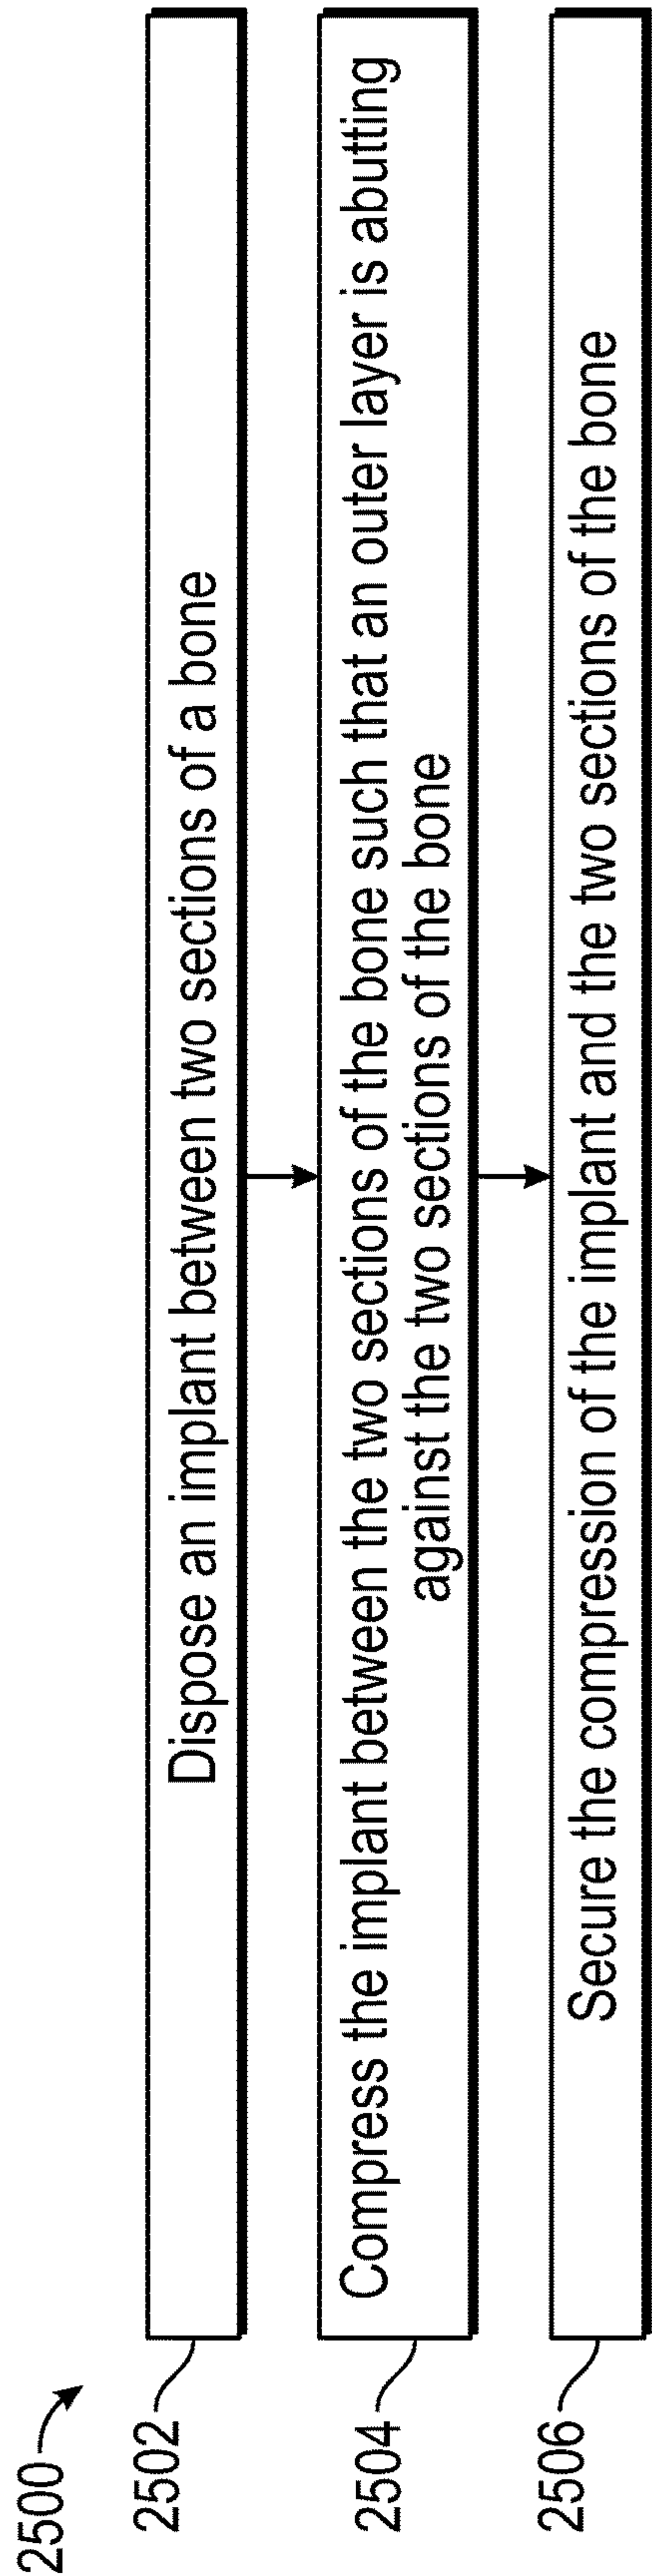 2500
2502
Dispose an implant between two sections of a bone
2504
Compress the implant between the two sections of the bone such that an outer layer is abutting
against the two sections of the bone
2506
Secure the compression of the implant and the two sections of the bone